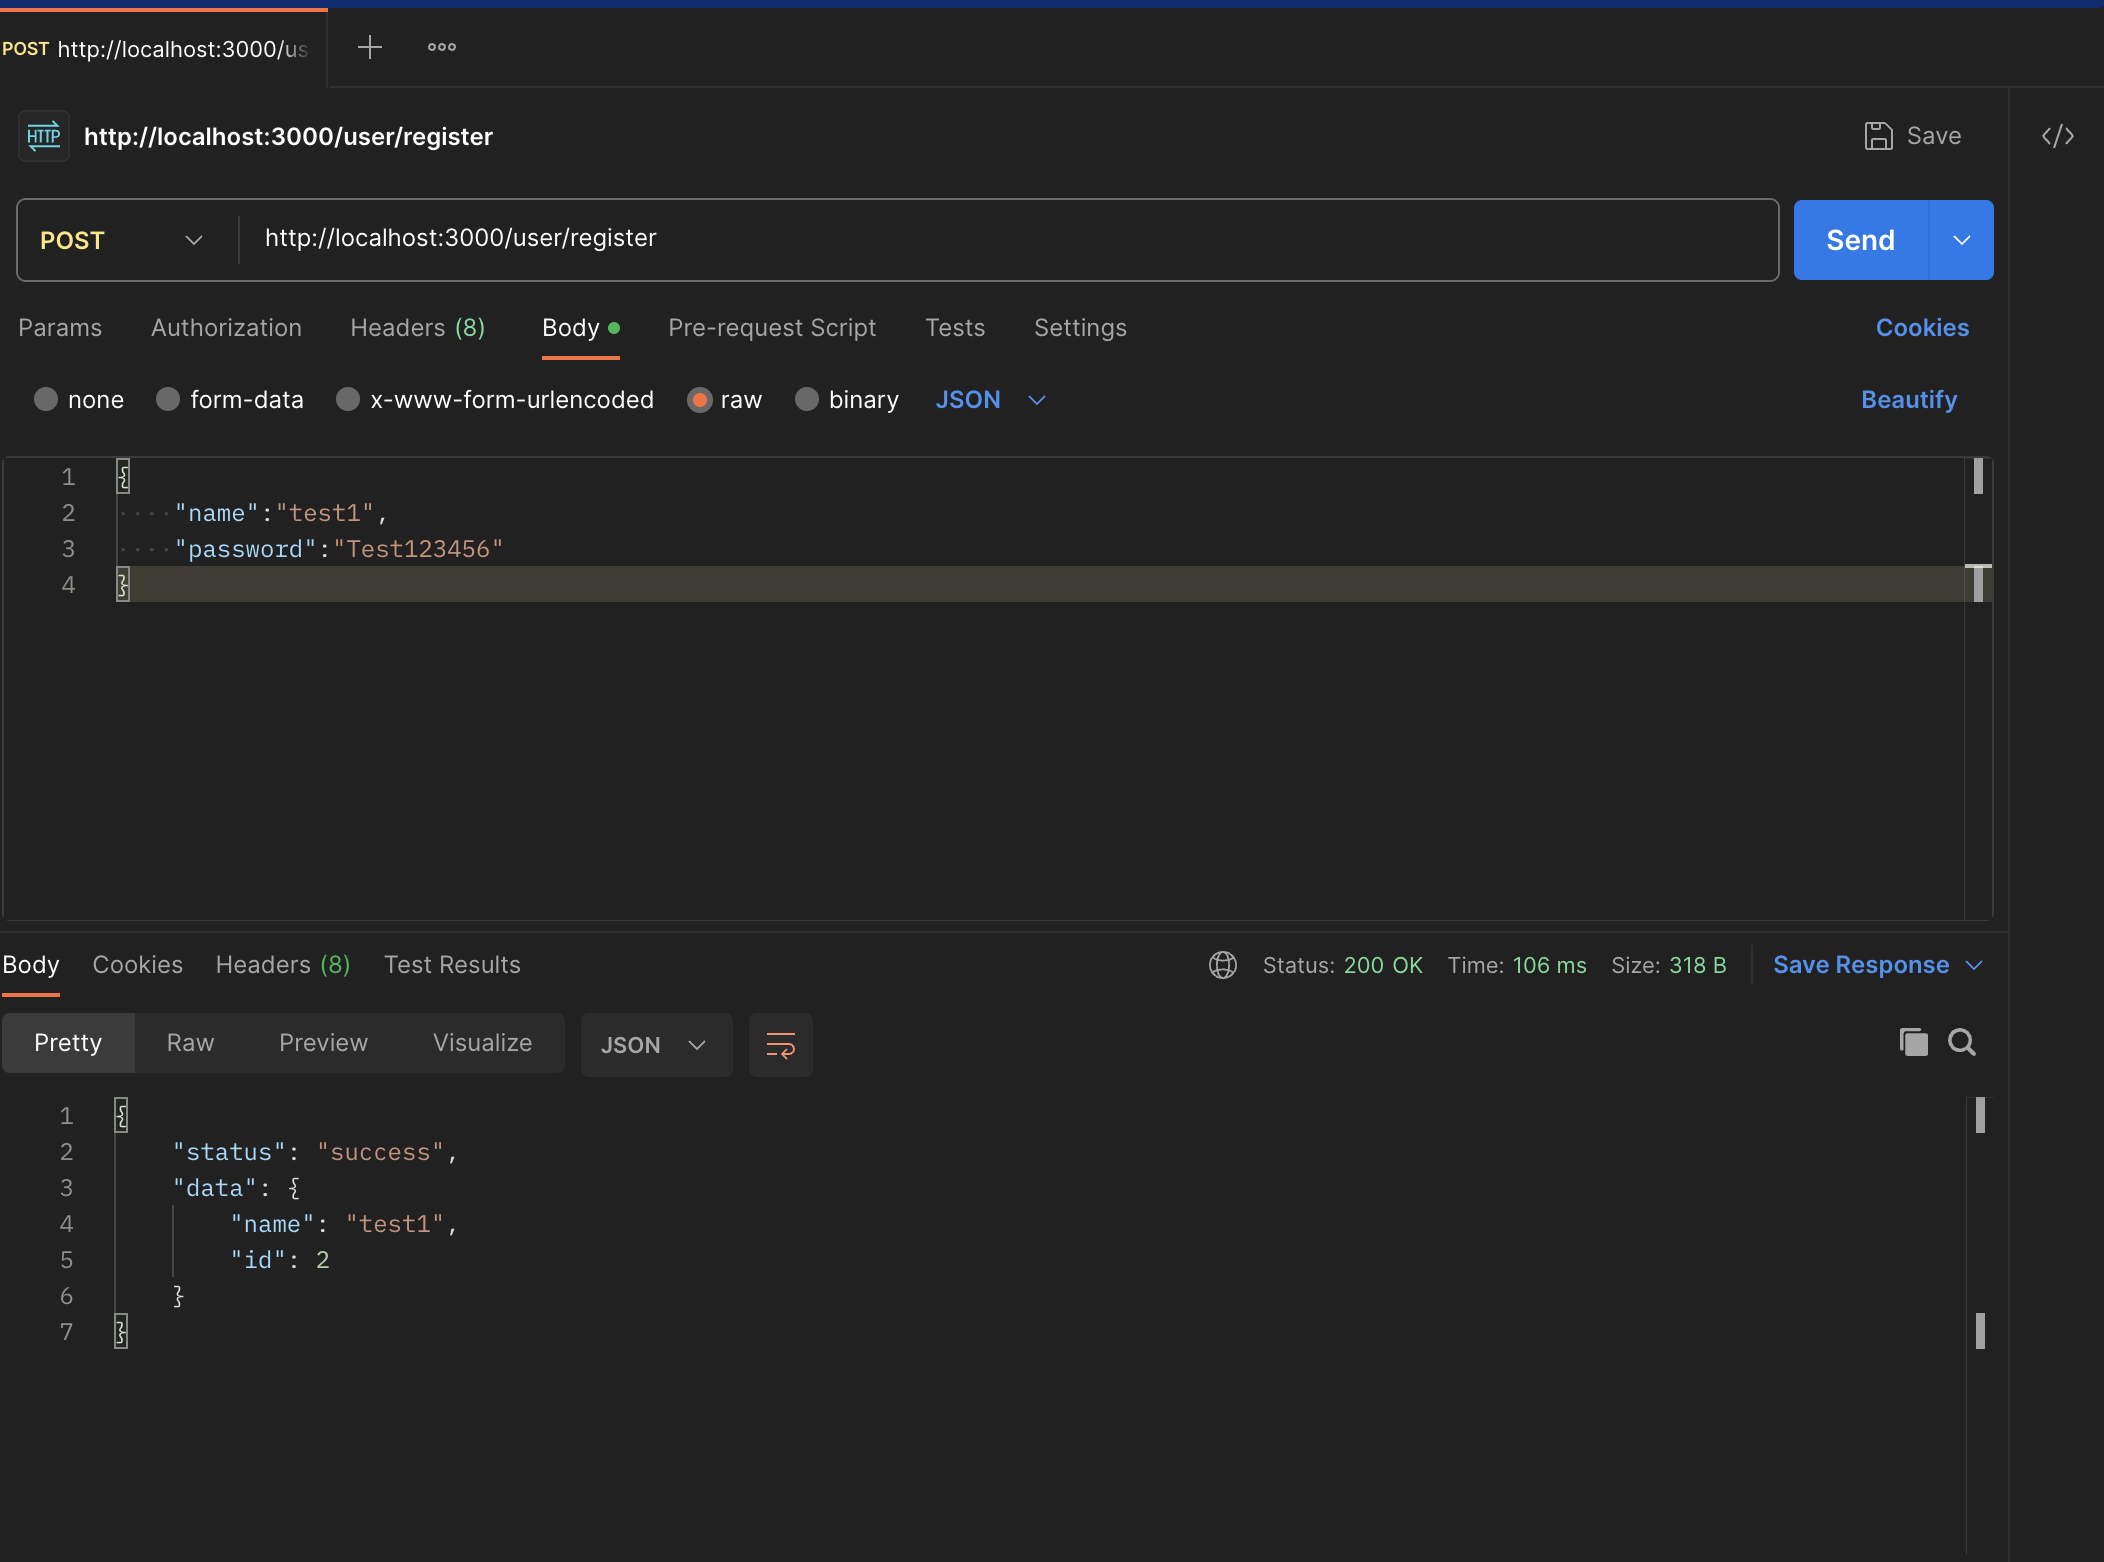 POST http://localhost:3000/us
HTTP http://localhost:3000/user/register
Save
POST http://localhost:3000/user/register
Send
Params Authorization Headers (8) Body Pre-request Script Tests Settings Cookies
none form-data x-www-form-urlencoded raw binary JSON Beautify
1 {
2 "name":"test1",
3 "password":"Test123456"
4 }
Body Cookies Headers (8) Test Results Status: 200 OK Time: 106 ms Size: 318 B Save Response
Pretty Raw Preview Visualize JSON
1 {
2 "status": "success",
3 "data": {
4 "name": "test1",
5 "id": 2
6 }
7 }